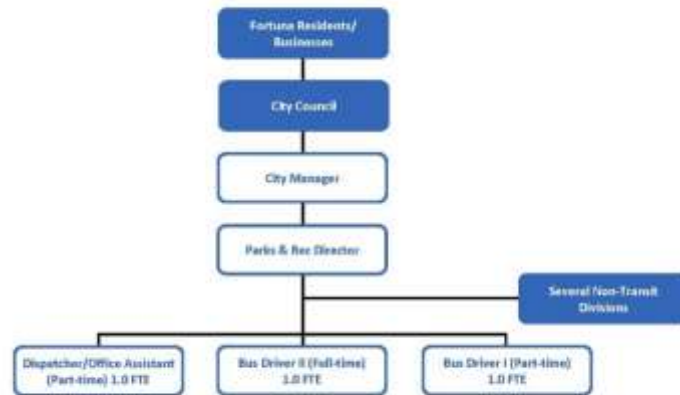 Fortuna Residents/
Businesses
City Council
City Manager
Parks & Rec Director
Several Non-Transit
Divisions
Dispatcher/Office Assistant
(Part-time) 1.0 FTE
Bus Driver II (Full-time)
1.0 FTE
Bus Driver I (Part-time)
1.0 FTE